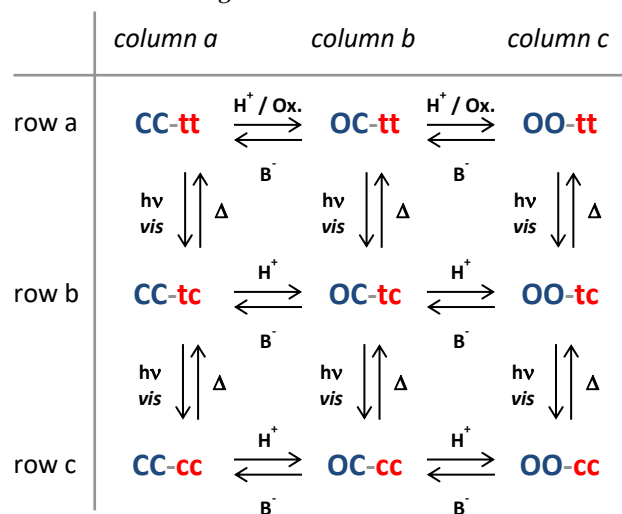 column a column b column c
H⁺ / Ox. H⁺ / Ox.
row a CC-tt OC-tt OO-tt
B⁻ B⁻
hν vis Δ hν vis Δ hν vis Δ
H⁺ H⁺
row b CC-tc OC-tc OO-tc
B⁻ B⁻
hν vis Δ hν vis Δ hν vis Δ
H⁺ H⁺
row c CC-cc OC-cc OO-cc
B⁻ B⁻